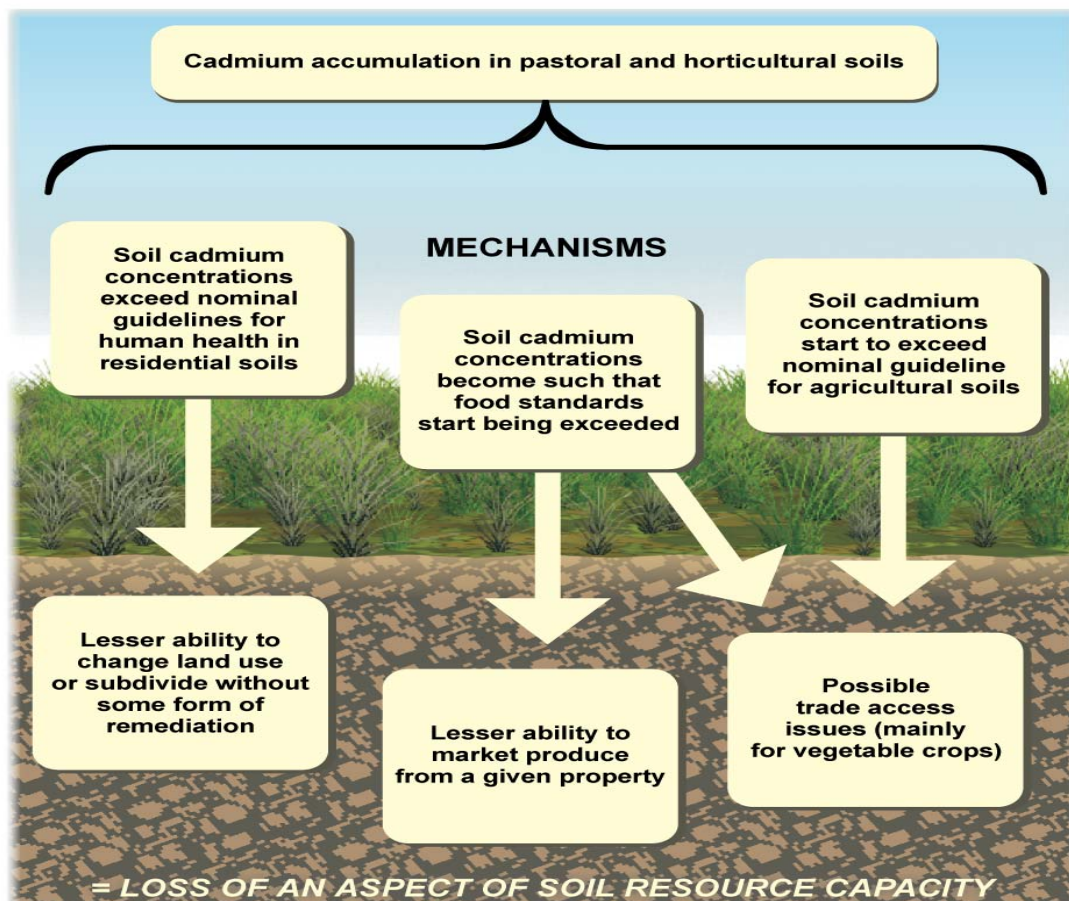 Cadmium accumulation in pastoral and horticultural soils
MECHANISMS
Soil cadmium
concentrations
exceed nominal
guidelines for
human health in
residential soils
Soil cadmium
concentrations
become such that
food standards
start being exceeded
Soil cadmium
concentrations
start to exceed
nominal guideline
for agricultural soils
Lesser ability to
change land use
or subdivide without
some form of
remediation
Lesser ability to
market produce
from a given property
Possible
trade access
issues (mainly
for vegetable crops)
= LOSS OF AN ASPECT OF SOIL RESOURCE CAPACITY